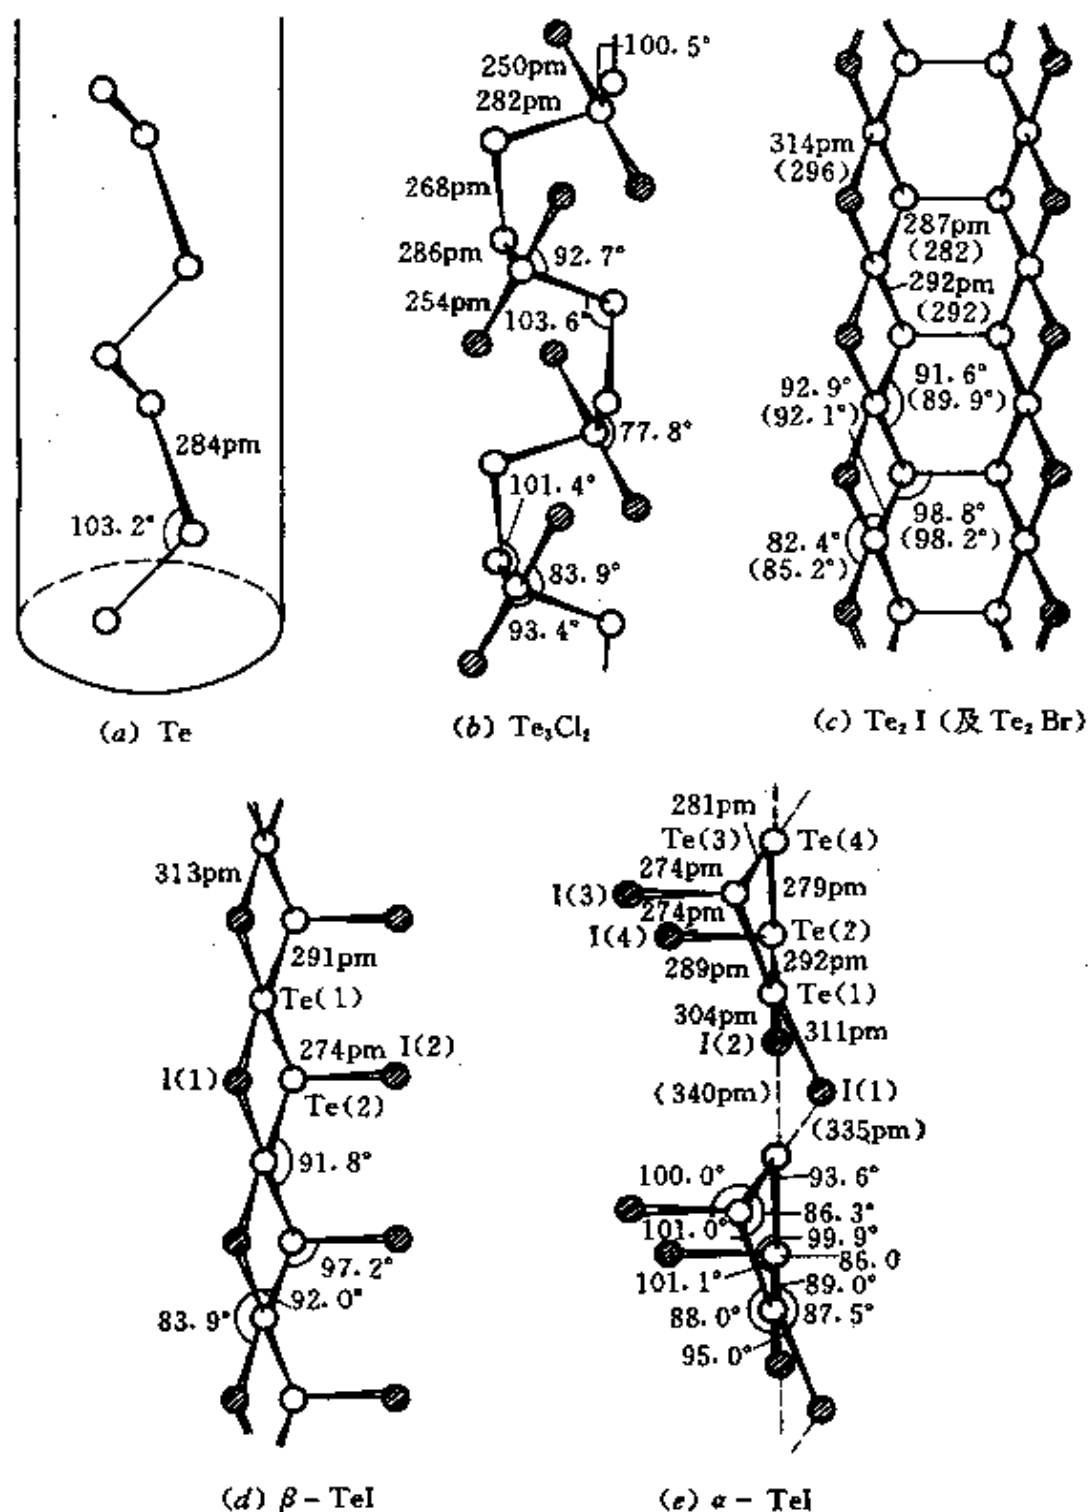 284pm
103.2°
(a) Te
100.5°
250pm
282pm
268pm
286pm
92.7°
254pm
103.6°
77.8°
101.4°
83.9°
93.4°
(b) Te₃Cl₂
314pm
(296)
287pm
(282)
292pm
(292)
92.9°
(92.1°)
91.6°
(89.9°)
98.8°
(98.2°)
82.4°
(85.2°)
(c) Te₂I (及 Te₂Br)
313pm
291pm
Te(1)
274pm
I(2)
I(1)
Te(2)
91.8°
97.2°
92.0°
83.9°
(d) β-TeI
281pm
Te(3)
Te(4)
274pm
I(3)
279pm
274pm
I(4)
Te(2)
289pm
292pm
Te(1)
304pm
311pm
I(2)
(340pm)
I(1)
(335pm)
100.0°
93.6°
86.3°
101.0°
99.9°
86.0
101.1°
89.0°
88.0°
87.5°
95.0°
(e) α-TeI